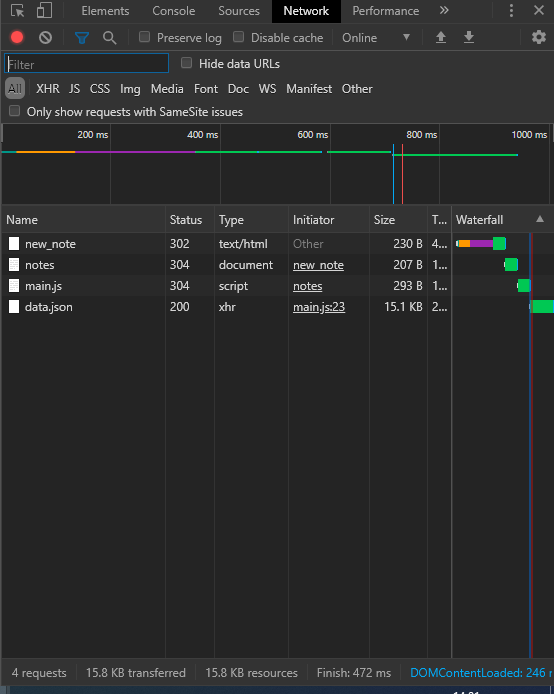 Elements Console Sources Network Performance »
Preserve log Disable cache Online
Filter Hide data URLs
All XHR JS CSS Img Media Font Doc WS Manifest Other
Only show requests with SameSite issues
200 ms 400 ms 600 ms 800 ms 1000 ms
Name Status Type Initiator Size T... Waterfall
new_note 302 text/html Other 230 B 4...
notes 304 document new_note 207 B 1...
main.js 304 script notes 293 B 1...
data.json 200 xhr main.js:23 15.1 KB 2...
4 requests 15.8 KB transferred 15.8 KB resources Finish: 472 ms DOMContentLoaded: 246